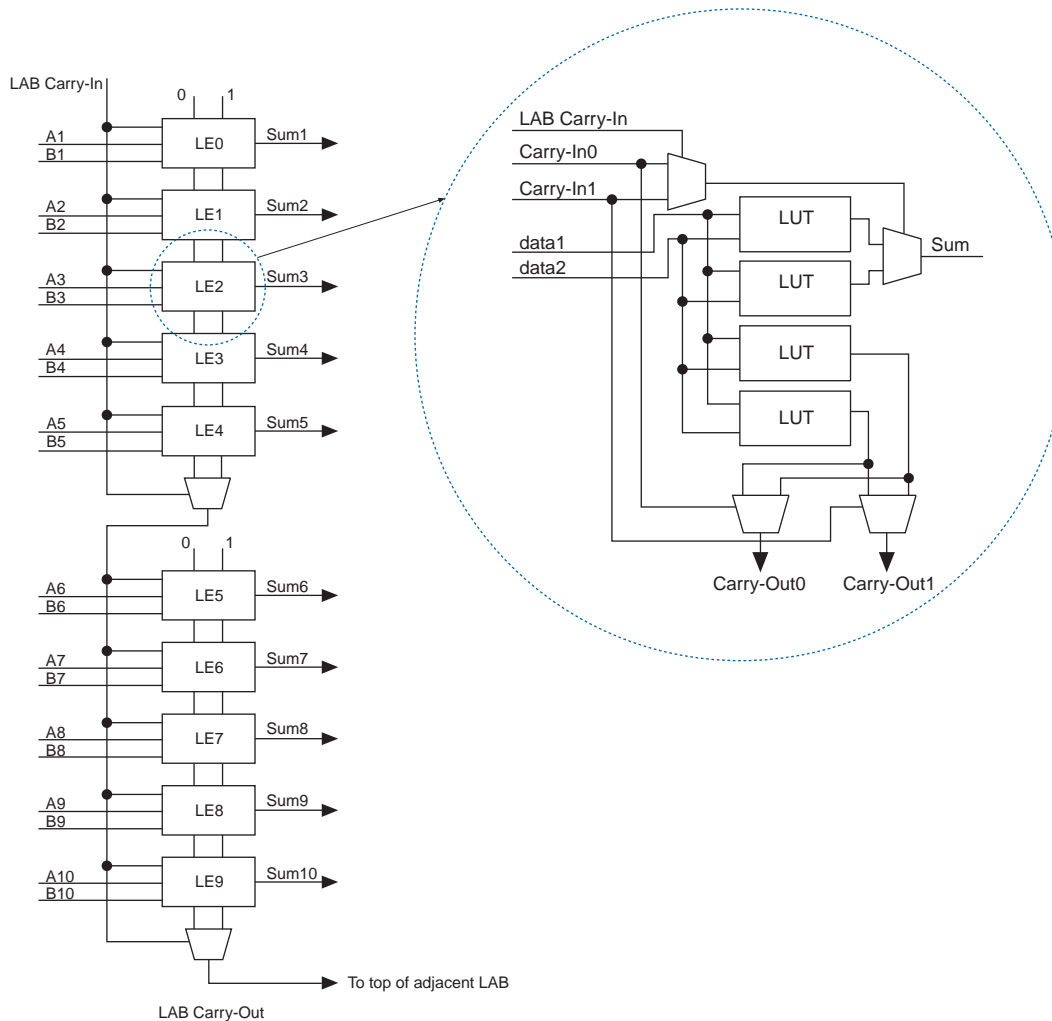 LAB Carry-In
0 1
A1
B1
LE0
Sum1
A2
B2
LE1
Sum2
A3
B3
LE2
Sum3
A4
B4
LE3
Sum4
A5
B5
LE4
Sum5
0 1
A6
B6
LE5
Sum6
A7
B7
LE6
Sum7
A8
B8
LE7
Sum8
A9
B9
LE8
Sum9
A10
B10
LE9
Sum10
To top of adjacent LAB
LAB Carry-Out
LAB Carry-In
Carry-In0
Carry-In1
data1
data2
LUT
LUT
LUT
LUT
Sum
Carry-Out0
Carry-Out1